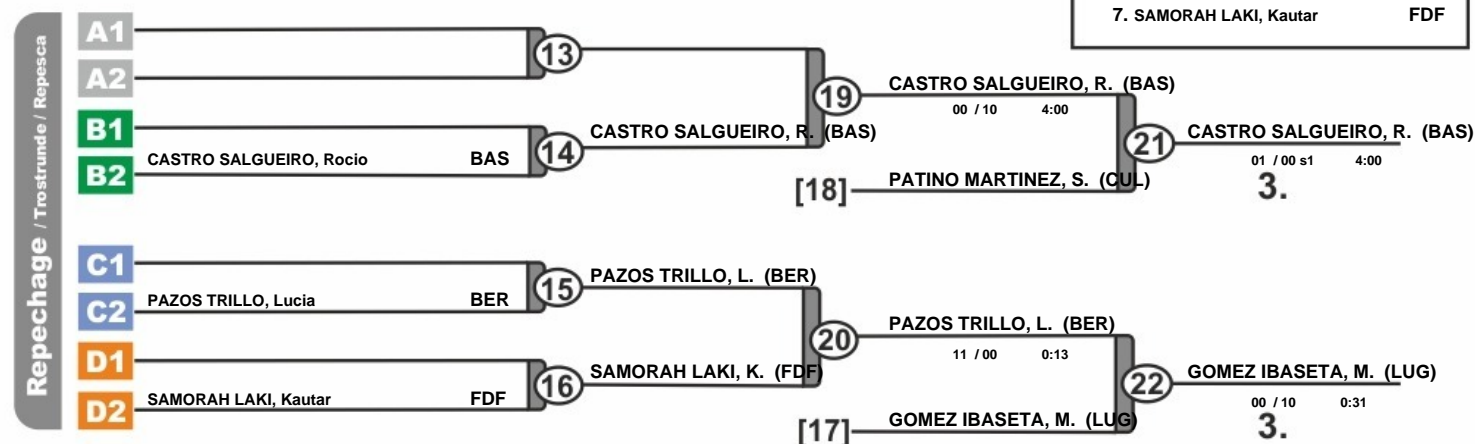 7. SAMORAH LAKI, Kautar FDF
Repechage / Trostrunde / Repesca
A1
13
A2
CASTRO SALGUEIRO, R. (BAS)
19
00 / 10 4:00
B1
CASTRO SALGUEIRO, R. (BAS)
21
CASTRO SALGUEIRO, R. (BAS)
CASTRO SALGUEIRO, Rocio BAS
14
01 / 00 s1 4:00
B2
[18]
PATINO MARTINEZ, S. (CUL)
3.
C1
PAZOS TRILLO, L. (BER)
15
PAZOS TRILLO, Lucia BER
C2
PAZOS TRILLO, L. (BER)
20
11 / 00 0:13
D1
SAMORAH LAKI, K. (FDF)
16
22
GOMEZ IBASETA, M. (LUG)
SAMORAH LAKI, Kautar FDF
00 / 10 0:31
D2
[17]
GOMEZ IBASETA, M. (LUG)
3.